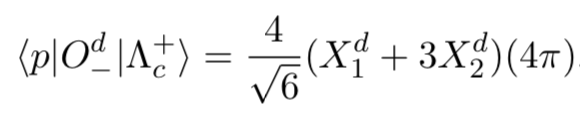 ⟨p|O^d_−|Λ^+_c⟩ = 4/√6 (X^d_1 + 3X^d_2)(4π).